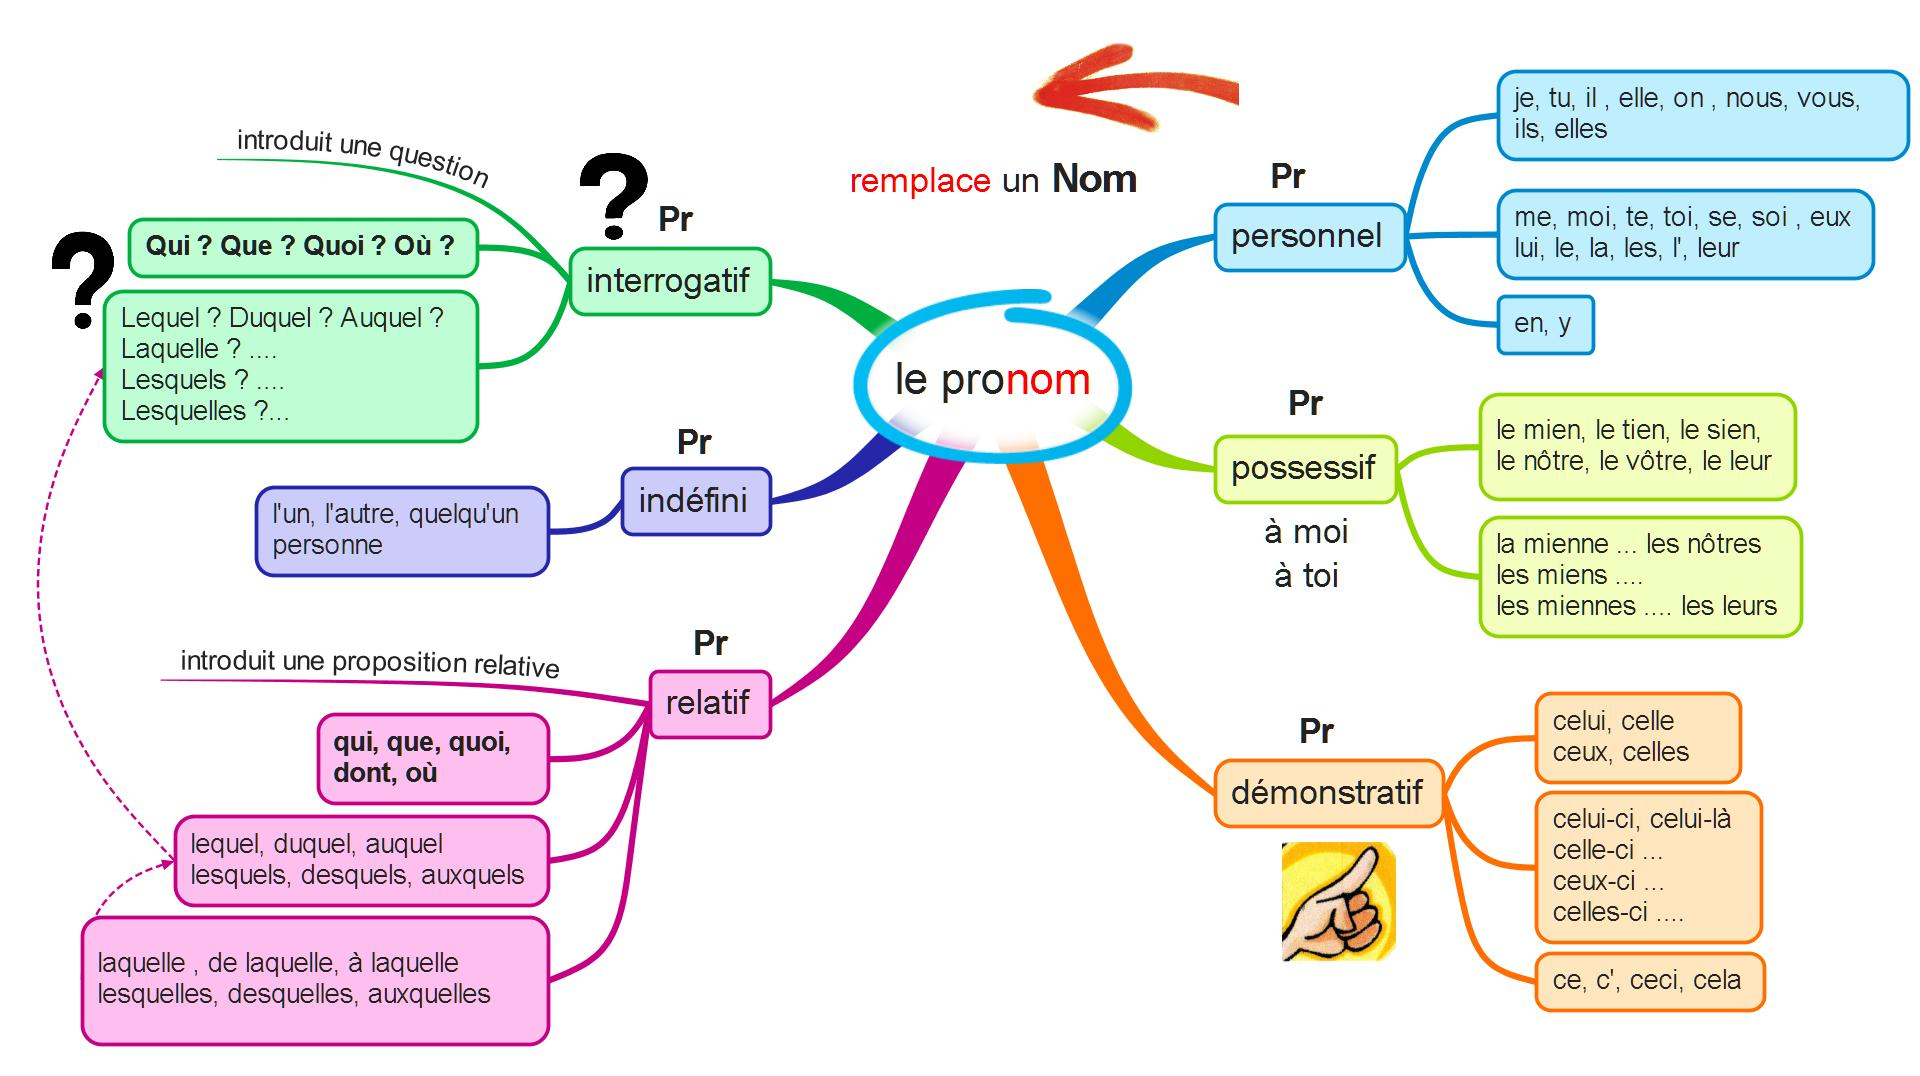 remplace un Nom
le pronom
Pr
personnel
je, tu, il , elle, on , nous, vous,
ils, elles
me, moi, te, toi, se, soi , eux
lui, le, la, les, l', leur
en, y
Pr
possessif
à moi
à toi
le mien, le tien, le sien,
le nôtre, le vôtre, le leur
la mienne ... les nôtres
les miens ....
les miennes .... les leurs
Pr
démonstratif
celui, celle
ceux, celles
celui-ci, celui-là
celle-ci ...
ceux-ci ...
celles-ci ....
ce, c', ceci, cela
Pr
relatif
introduit une proposition relative
qui, que, quoi,
dont, où
lequel, duquel, auquel
lesquels, desquels, auxquels
laquelle , de laquelle, à laquelle
lesquelles, desquelles, auxquelles
Pr
indéfini
l'un, l'autre, quelqu'un
personne
?
Pr
interrogatif
introduit une question
Qui ? Que ? Quoi ? Où ?
?
Lequel ? Duquel ? Auquel ?
Laquelle ? ....
Lesquels ? ....
Lesquelles ?...